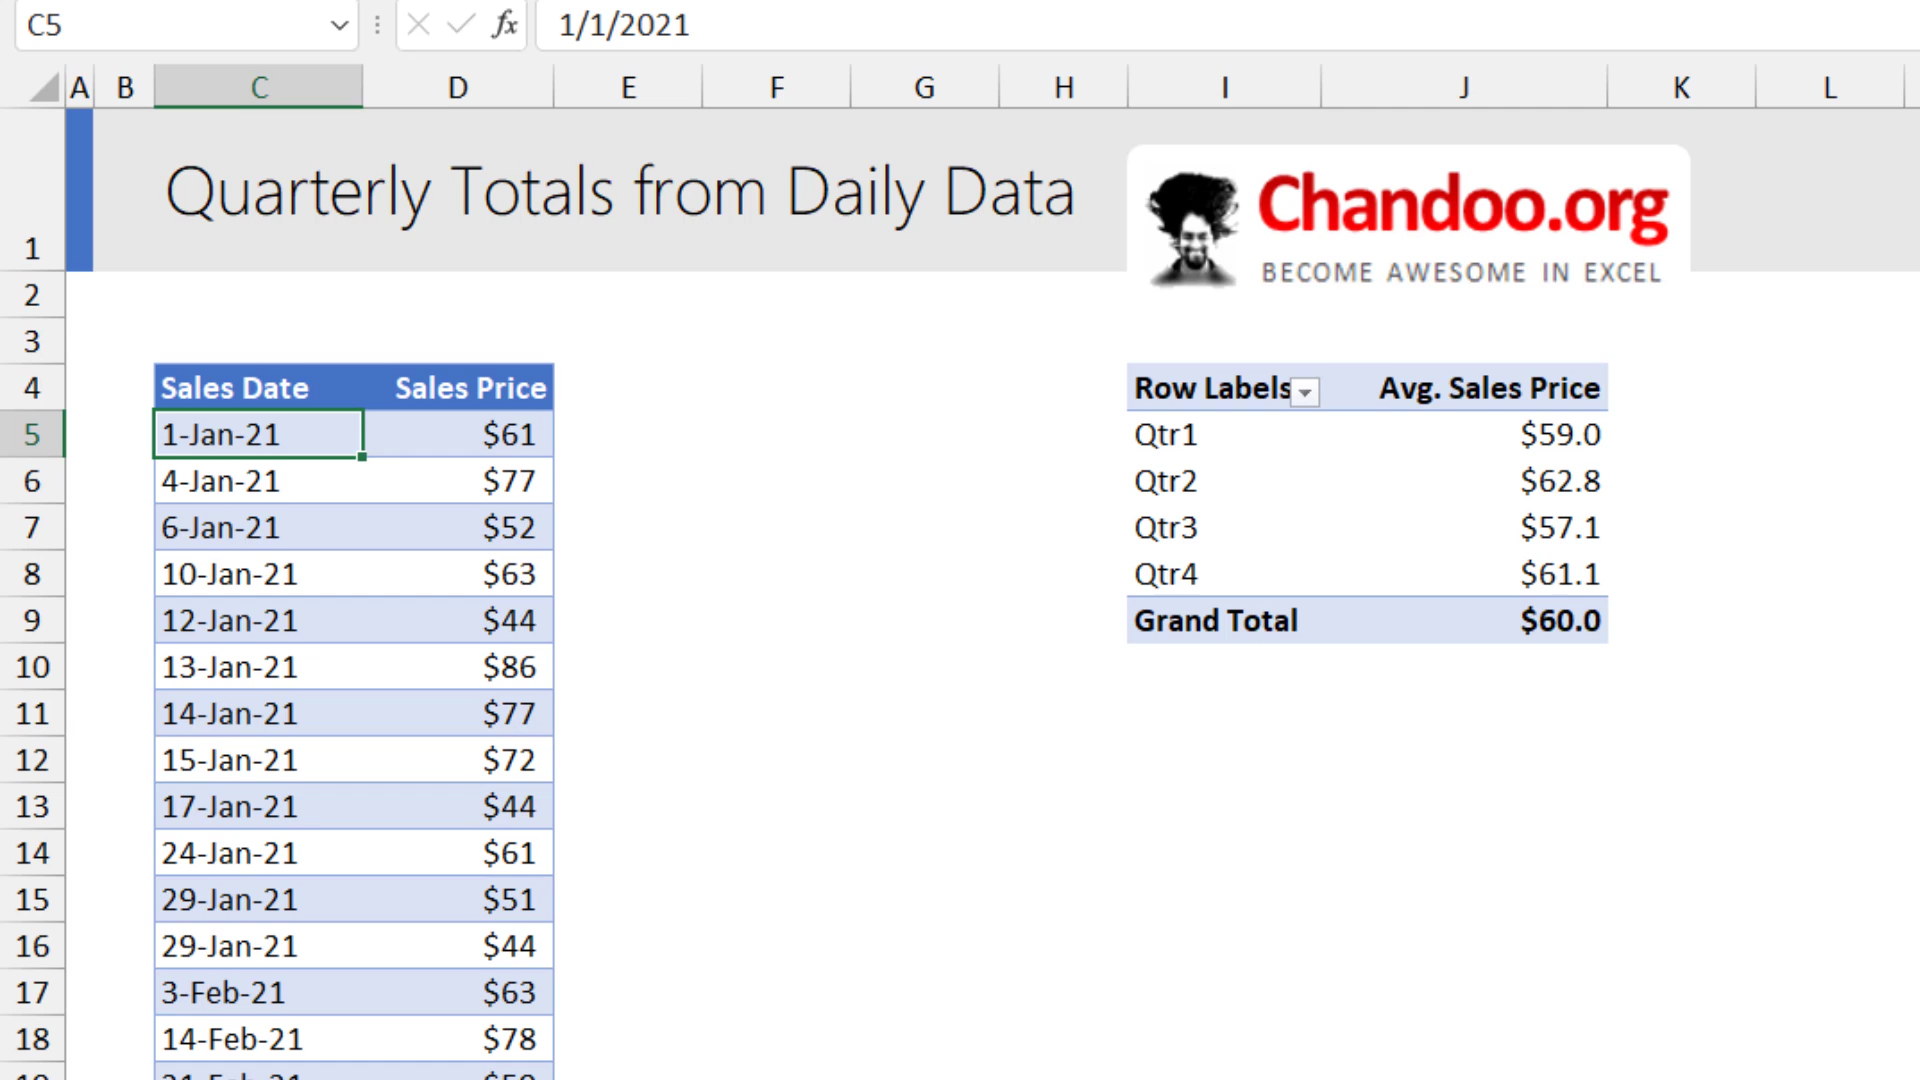 C5 fx 1/1/2021
A B C D E F G H I J K L
1 Quarterly Totals from Daily Data
Chandoo.org
BECOME AWESOME IN EXCEL
2
3
4 Sales Date Sales Price Row Labels Avg. Sales Price
5 1-Jan-21 $61 Qtr1 $59.0
6 4-Jan-21 $77 Qtr2 $62.8
7 6-Jan-21 $52 Qtr3 $57.1
8 10-Jan-21 $63 Qtr4 $61.1
9 12-Jan-21 $44 Grand Total $60.0
10 13-Jan-21 $86
11 14-Jan-21 $77
12 15-Jan-21 $72
13 17-Jan-21 $44
14 24-Jan-21 $61
15 29-Jan-21 $51
16 29-Jan-21 $44
17 3-Feb-21 $63
18 14-Feb-21 $78